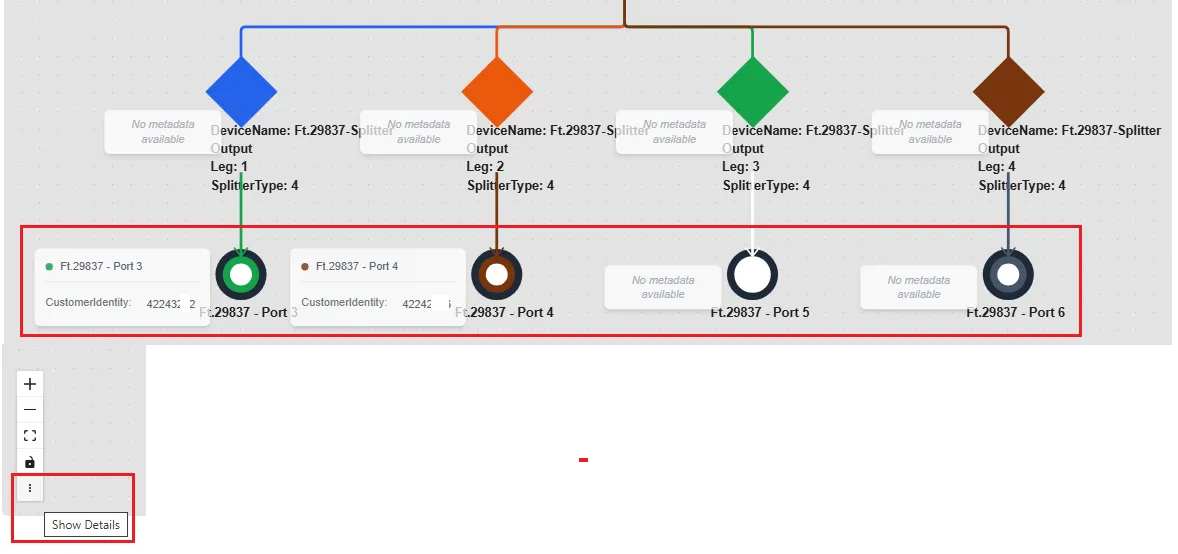 No metadata
available
DeviceName: Ft.29837-Splitter
Output
Leg: 1
SplitterType: 4
No metadata
available
DeviceName: Ft.29837-Splitter
Output
Leg: 2
SplitterType: 4
No metadata
available
DeviceName: Ft.29837-Splitter
Output
Leg: 3
SplitterType: 4
No metadata
available
DeviceName: Ft.29837-Splitter
Output
Leg: 4
SplitterType: 4
Ft.29837 - Port 3
CustomerIdentity:
Ft.29837 - Port 3
Ft.29837 - Port 4
CustomerIdentity:
Ft.29837 - Port 4
No metadata
available
Ft.29837 - Port 5
No metadata
available
Ft.29837 - Port 6
Show Details